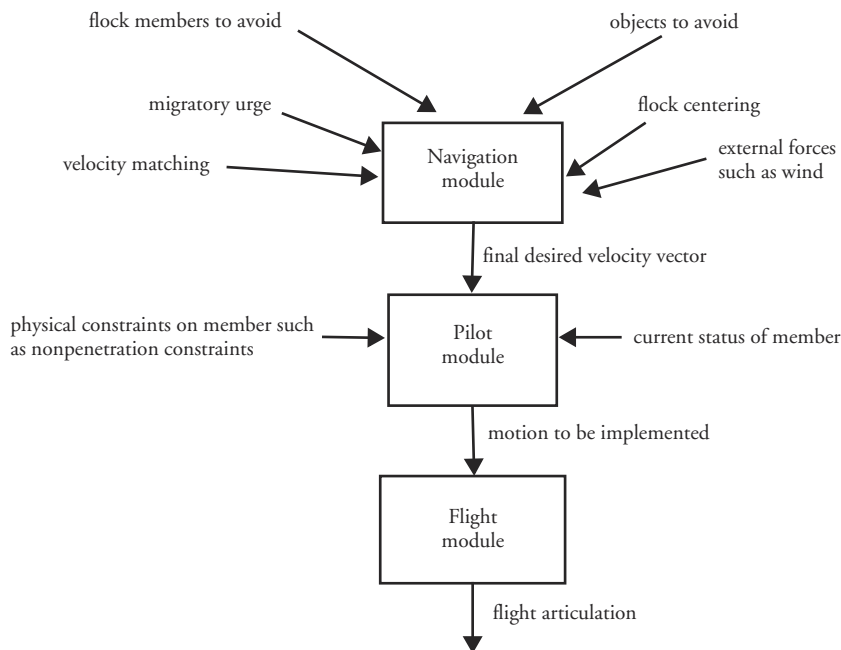 flock members to avoid
objects to avoid
migratory urge
flock centering
velocity matching
Navigation
module
external forces
such as wind
final desired velocity vector
physical constraints on member such
as nonpenetration constraints
Pilot
module
current status of member
motion to be implemented
Flight
module
flight articulation